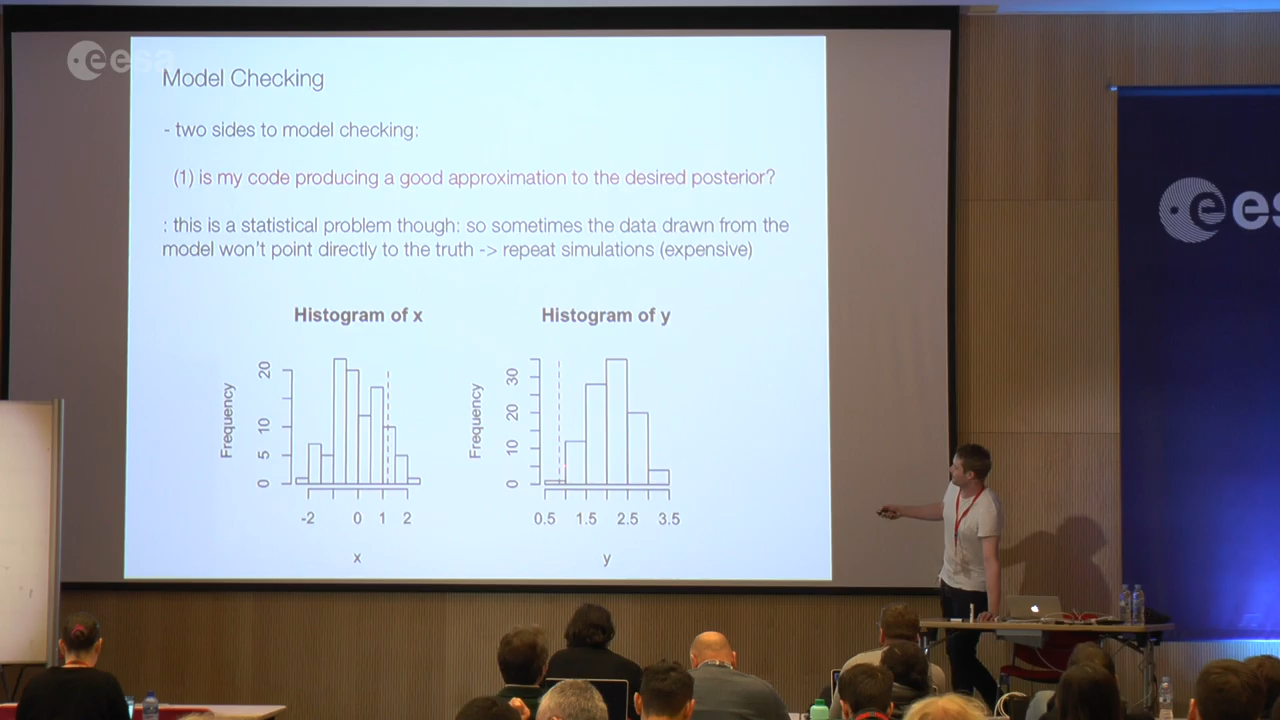 esa
Model Checking
- two sides to model checking:
(1) is my code producing a good approximation to the desired posterior?
: this is a statistical problem though: so sometimes the data drawn from the
model won't point directly to the truth -> repeat simulations (expensive)
Histogram of x
Histogram of y
Frequency
20
10
5
0
-2 0 1 2
x
Frequency
30
20
10
0
0.5 1.5 2.5 3.5
y
es